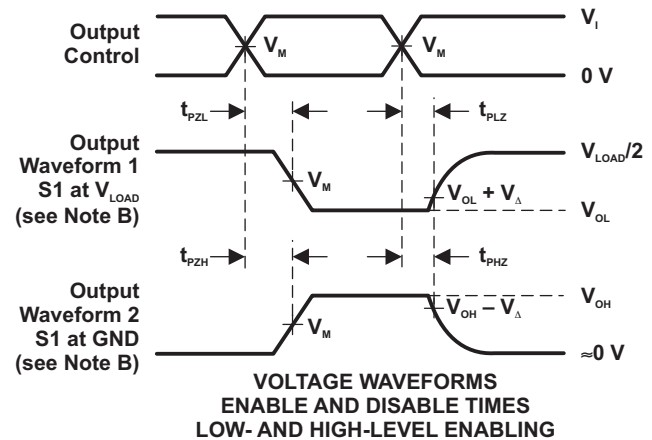 Output
Control
V_M
V_M
V_I
0 V
t_PZL
t_PLZ
Output
Waveform 1
S1 at V_LOAD
(see Note B)
V_M
V_OL + V_Δ
V_LOAD/2
V_OL
t_PZH
t_PHZ
Output
Waveform 2
S1 at GND
(see Note B)
V_M
V_OH – V_Δ
V_OH
≈0 V
VOLTAGE WAVEFORMS
ENABLE AND DISABLE TIMES
LOW- AND HIGH-LEVEL ENABLING